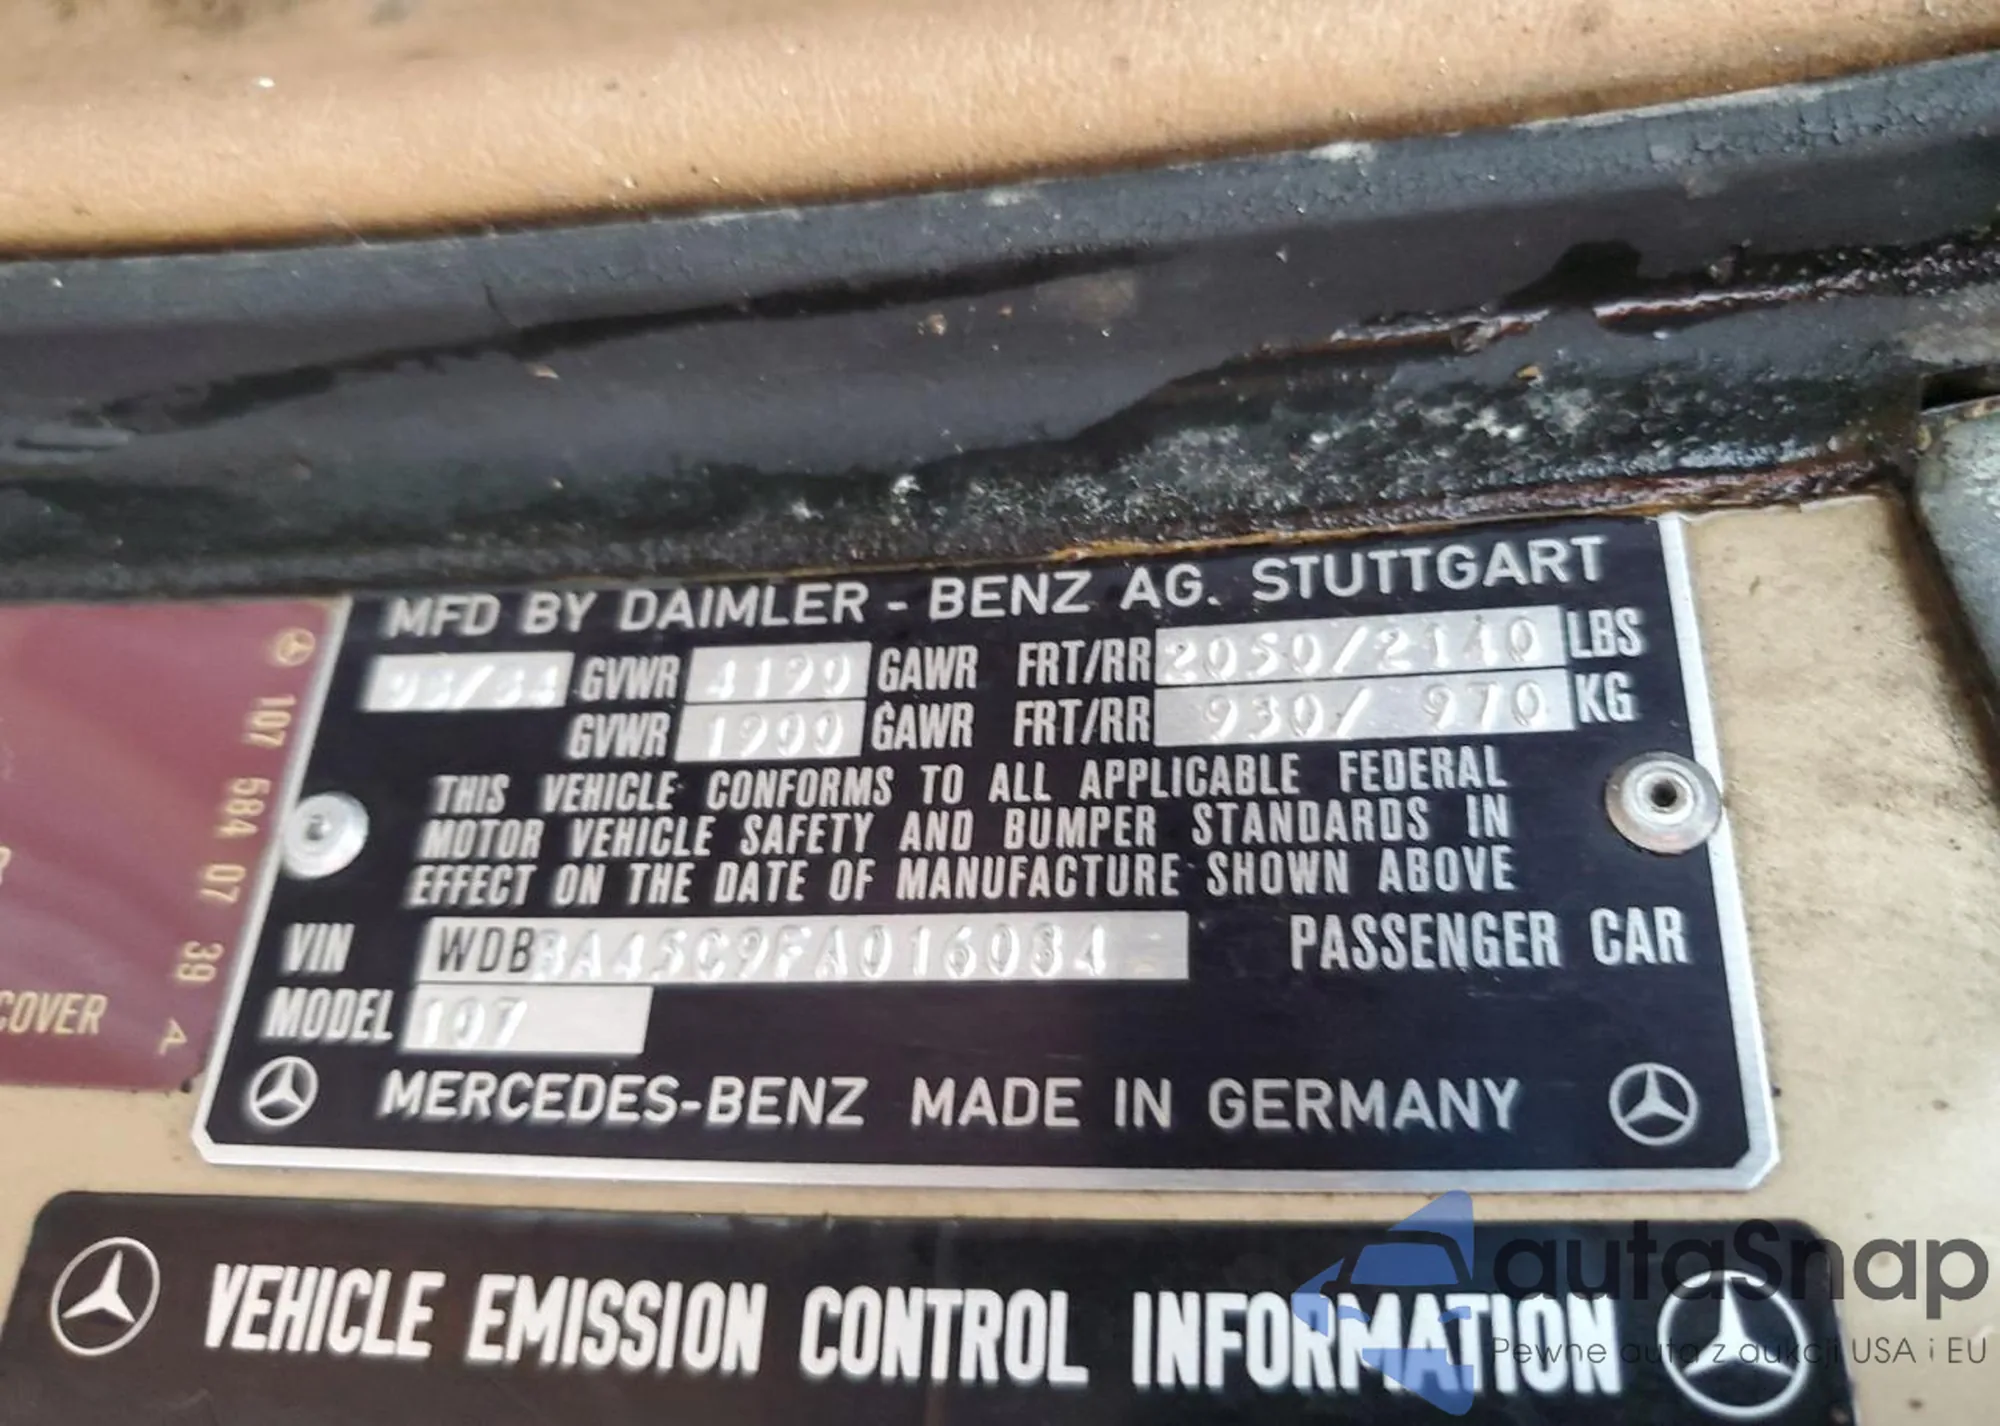 MFD BY DAIMLER - BENZ AG. STUTTGART
GVWR 4190 GAWR FRT/RR 2050/2140 LBS
GVWR 1900 GAWR FRT/RR 930/ 970 KG
THIS VEHICLE CONFORMS TO ALL APPLICABLE FEDERAL
MOTOR VEHICLE SAFETY AND BUMPER STANDARDS IN
EFFECT ON THE DATE OF MANUFACTURE SHOWN ABOVE
VIN WDBBA45C9FA016084 PASSENGER CAR
MODEL 107
MERCEDES-BENZ MADE IN GERMANY
107 584 07 39 A
COVER
VEHICLE EMISSION CONTROL INFORMATION
autaSnap
Pewne auta z aukcji USA i EU